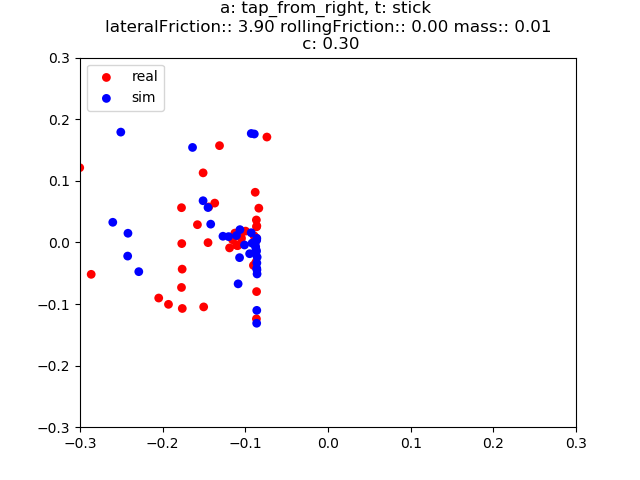 a: tap_from_right, t: stick
lateralFriction:: 3.90 rollingFriction:: 0.00 mass:: 0.01
c: 0.30
real
sim
0.3
0.2
0.1
0.0
−0.1
−0.2
−0.3
−0.3 −0.2 −0.1 0.0 0.1 0.2 0.3